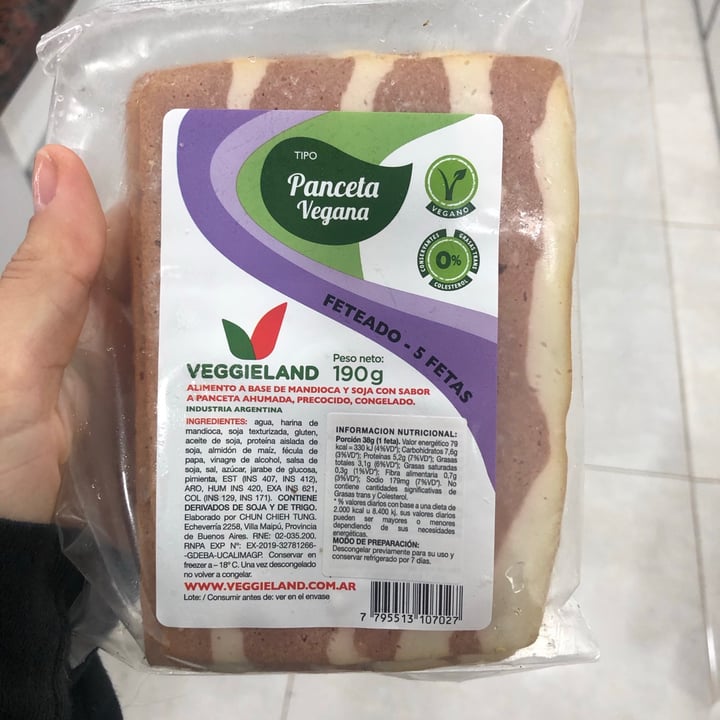 TIPO
Panceta
Vegana
VEGANO
CONSERVANTES
GRASAS TRANS
0%
COLESTEROL
FETEADO - 5 FETAS
VEGGIELAND
Peso neto:
190g
ALIMENTO A BASE DE MANDIOCA Y SOJA CON SABOR
A PANCETA AHUMADA, PRECOCIDO, CONGELADO.
INDUSTRIA ARGENTINA
INGREDIENTES: agua, harina de
mandioca, soja texturizada, gluten,
aceite de soja, proteína aislada de
soja, almidón de maíz, fécula de
papa, vinagre de alcohol, salsa de
soja, sal, azúcar, jarabe de glucosa,
pimienta, EST (INS 407, INS 412),
ARO, HUM INS 420, EXA INS 621,
COL (INS 129, INS 171). CONTIENE
DERIVADOS DE SOJA Y DE TRIGO.
Elaborado por CHUN CHIEH TUNG.
Echeverría 2258, Villa Maipú, Provincia
de Buenos Aires. RNE: 02-035.200.
RNPA EXP N°: EX-2019-32781266-
-GDEBA-UCALIMAGP. Conservar en
freezer a – 18° C. Una vez descongelado
no volver a congelar.
WWW.VEGGIELAND.COM.AR
Lote: / Consumir antes de: ver en el envase
INFORMACION NUTRICIONAL:
Porción 38g (1 feta). Valor energético 79
kcal = 330 kJ (4%VD*); Carbohidratos 7,6g
(3%VD*); Proteínas 5,2g (7%VD*); Grasas
totales 3,1g (6%VD*); Grasas saturadas
0,3g (1%VD*); Fibra alimentaria 0,7g
(3%VD*); Sodio 179mg (7%VD*). No
contiene cantidades significativas de
Grasas trans y Colesterol.
* % valores diarios con base a una dieta de
2.000 kcal u 8.400 kj. sus valores diarios
pueden ser mayores o menores
dependiendo de sus necesidades
energéticas.
MODO DE PREPARACIÓN:
Descongelar previamente para su uso y
conservar refrigerado por 7 días.
7 795513 107027